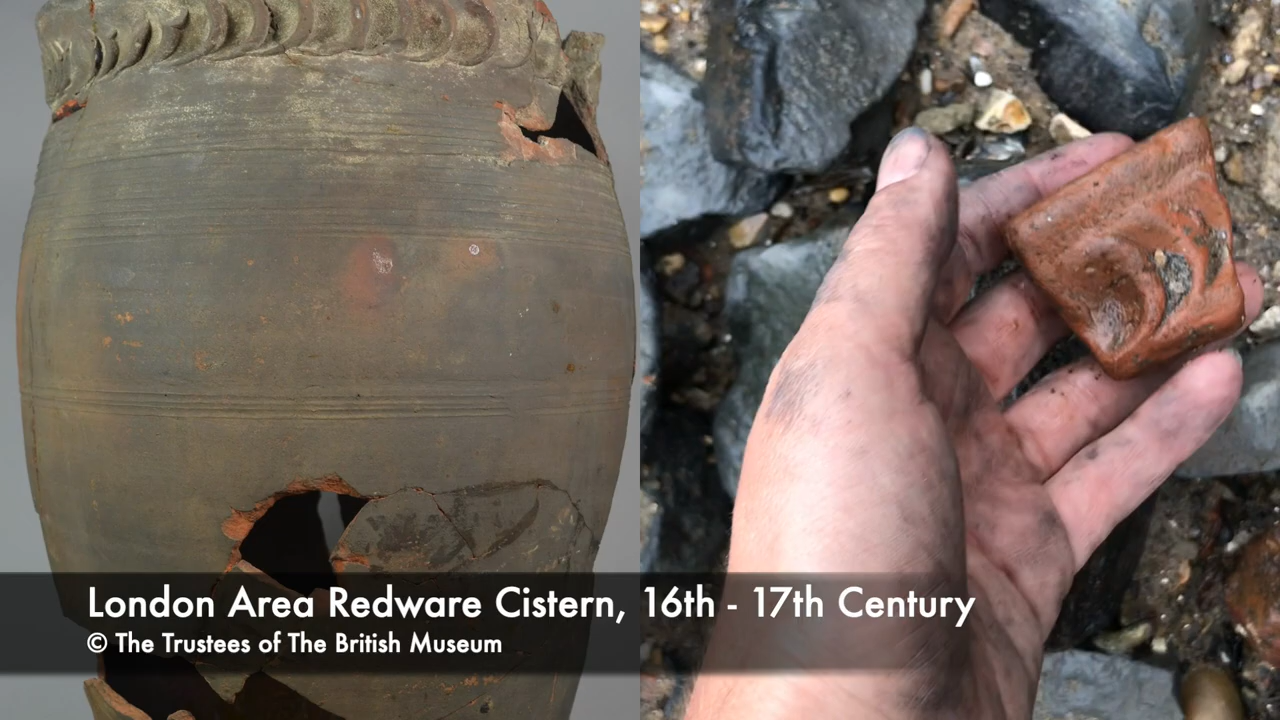 London Area Redware Cistern, 16th - 17th Century
© The Trustees of The British Museum